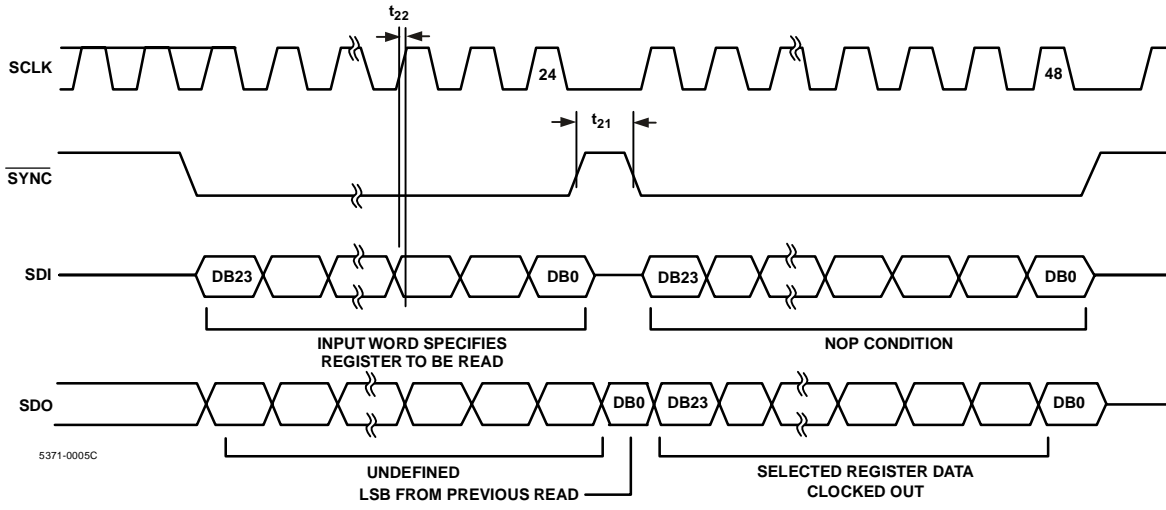 t22
SCLK
24
48
t21
SYNC
SDI
DB23
DB0
DB23
DB0
INPUT WORD SPECIFIES
REGISTER TO BE READ
NOP CONDITION
SDO
DB0
DB23
DB0
5371-0005C
UNDEFINED
LSB FROM PREVIOUS READ
SELECTED REGISTER DATA
CLOCKED OUT